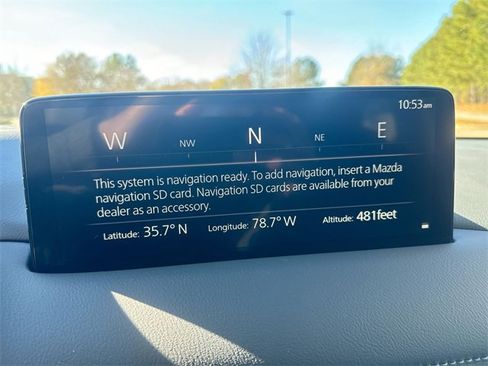 10:53am
W NW N NE E
This system is navigation ready. To add navigation, insert a Mazda
navigation SD card. Navigation SD cards are available from your
dealer as an accessory.
Latitude: 35.7° N Longitude: 78.7° W Altitude: 481feet